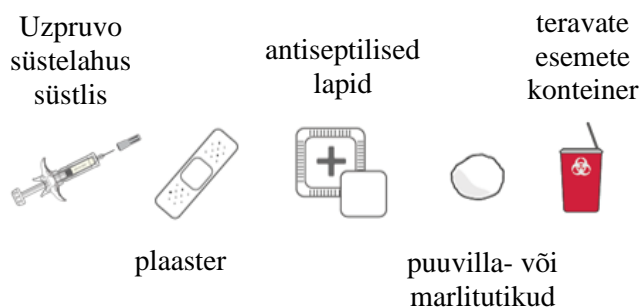 Uzpruvo
süstelahus
süstlis
antiseptilised
lapid
teravate
esemete
konteiner
plaaster
puuvilla- või
marlitutikud